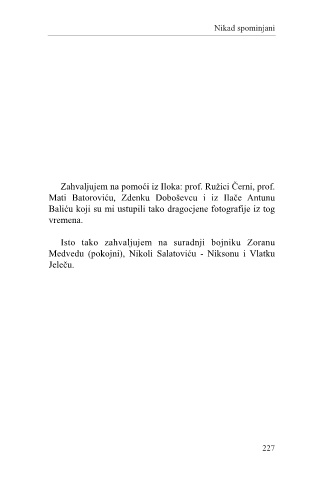 Nikad spominjani
Zahvaljujem na pomoći iz Iloka: prof. Ružici Černi, prof.
Mati Batoroviću, Zdenku Doboševcu i iz Ilače Antunu
Baliću koji su mi ustupili tako dragocjene fotografije iz tog
vremena.
Isto tako zahvaljujem na suradnji bojniku Zoranu
Medvedu (pokojni), Nikoli Salatoviću - Niksonu i Vlatku
Jeleču.
227